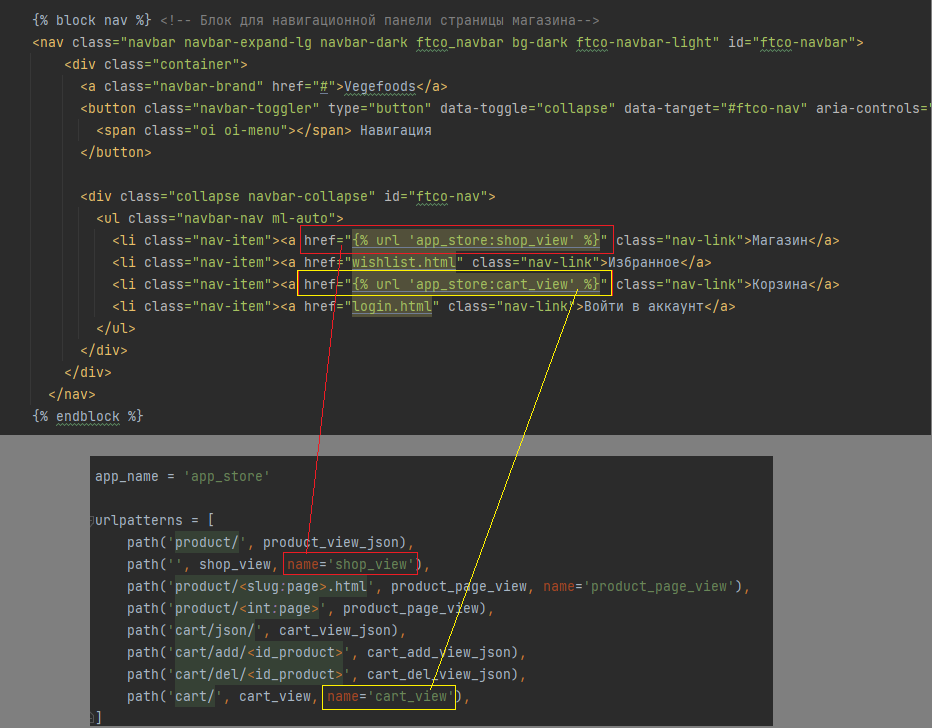 {% block nav %} <!-- Блок для навигационной панели страницы магазина-->
<nav class="navbar navbar-expand-lg navbar-dark ftco_navbar bg-dark ftco-navbar-light" id="ftco-navbar">
<div class="container">
<a class="navbar-brand" href="#">Vegefoods</a>
<button class="navbar-toggler" type="button" data-toggle="collapse" data-target="#ftco-nav" aria-controls="
<span class="oi oi-menu"></span> Навигация
</button>
<div class="collapse navbar-collapse" id="ftco-nav">
<ul class="navbar-nav ml-auto">
<li class="nav-item"><a href="{% url 'app_store:shop_view' %}" class="nav-link">Магазин</a>
<li class="nav-item"><a href="wishlist.html" class="nav-link">Избранное</a>
<li class="nav-item"><a href="{% url 'app_store:cart_view' %}" class="nav-link">Корзина</a>
<li class="nav-item"><a href="login.html" class="nav-link">Войти в аккаунт</a>
</ul>
</div>
</div>
</nav>
{% endblock %}
app_name = 'app_store'
urlpatterns = [
path('product/', product_view_json),
path('', shop_view, name='shop_view'),
path('product/<slug:page>.html', product_page_view, name='product_page_view'),
path('product/<int:page>', product_page_view),
path('cart/json/', cart_view_json),
path('cart/add/<id_product>', cart_add_view_json),
path('cart/del/<id_product>', cart_del_view_json),
path('cart/', cart_view, name='cart_view'),
]